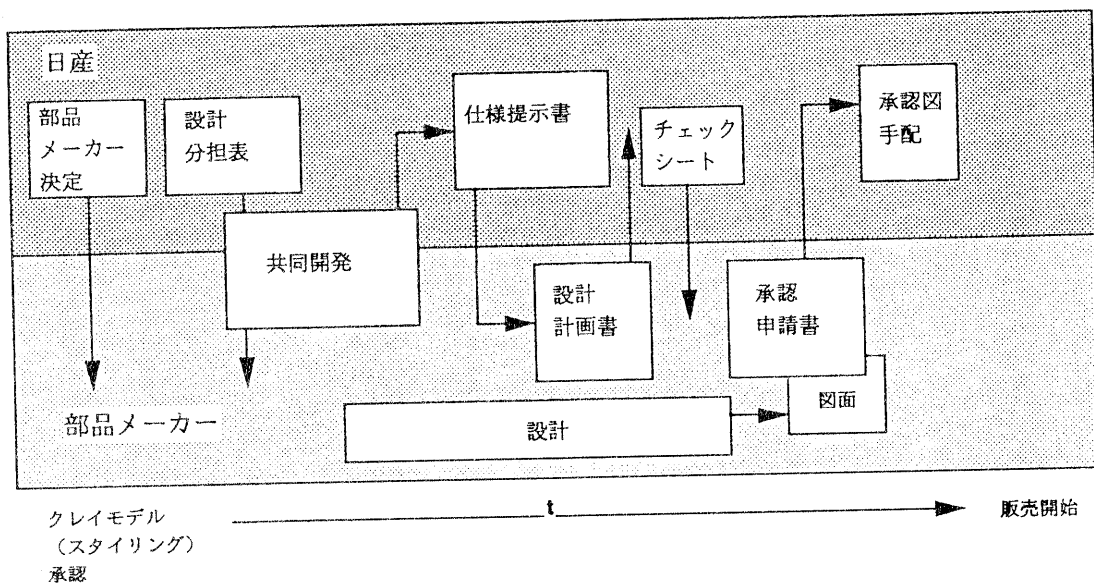 日産
部品
メーカー
決定
設計
分担表
共同開発
仕様提示書
設計
計画書
チェック
シート
承認
申請書
承認図
手配
部品メーカー
設計
図面
クレイモデル
（スタイリング）
承認
t
販売開始